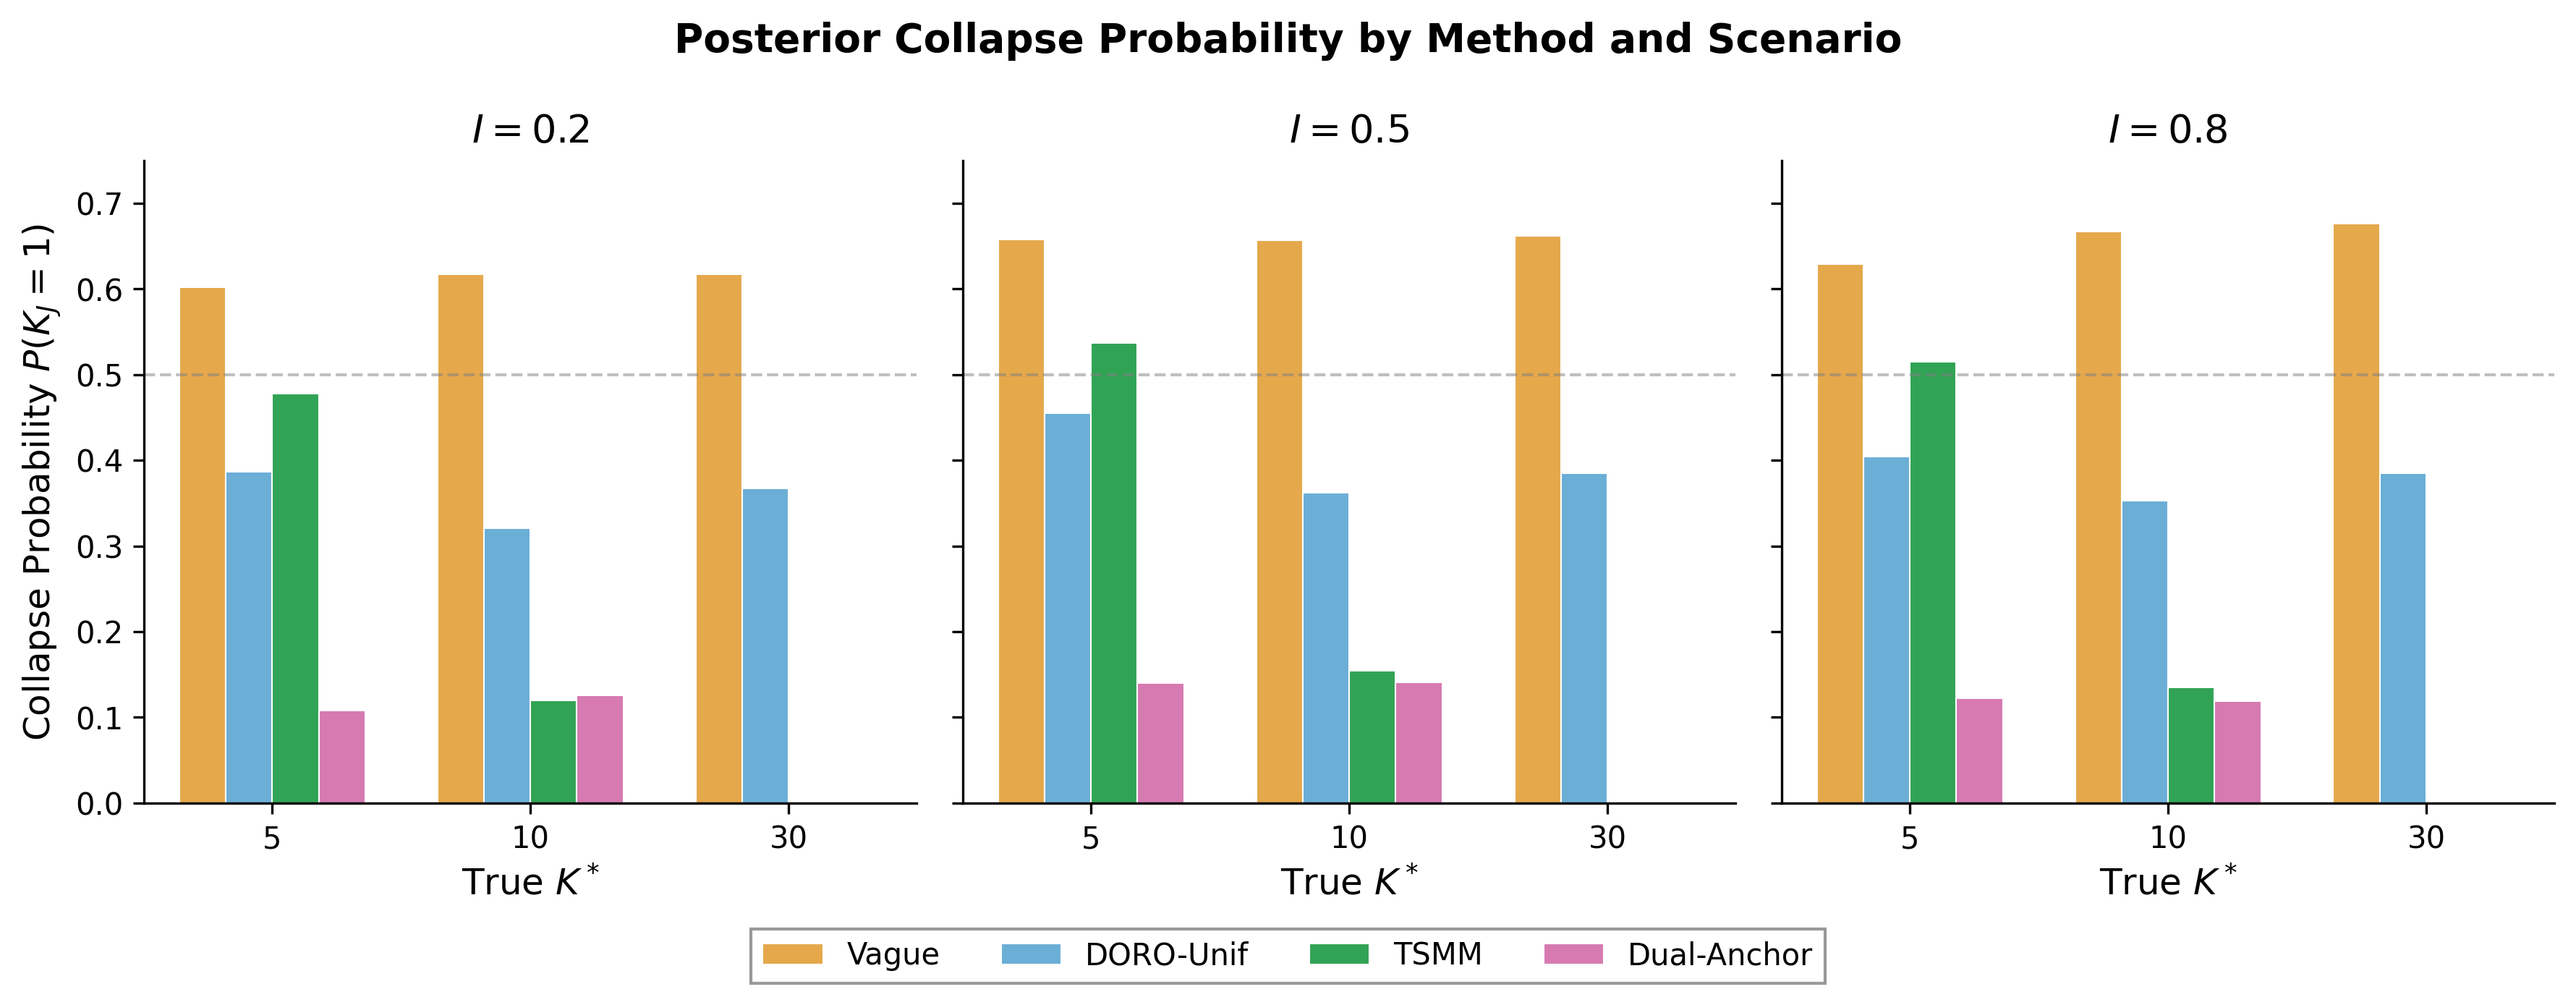 Posterior Collapse Probability by Method and Scenario
I = 0.2
I = 0.5
I = 0.8
Collapse Probability P(K_J = 1)
0.7
0.6
0.5
0.4
0.3
0.2
0.1
0.0
5 10 30
5 10 30
5 10 30
True K*
True K*
True K*
Vague DORO-Unif TSMM Dual-Anchor